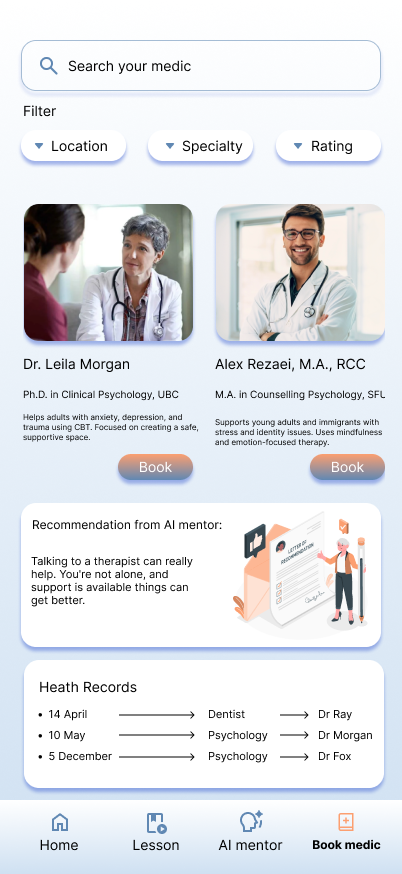 Search your medic
Filter
Location
Specialty
Rating
Dr. Leila Morgan
Ph.D. in Clinical Psychology, UBC
Helps adults with anxiety, depression, and
trauma using CBT. Focused on creating a safe,
supportive space.
Book
Alex Rezaei, M.A., RCC
M.A. in Counselling Psychology, SFU
Supports young adults and immigrants with
stress and identity issues. Uses mindfulness
and emotion-focused therapy.
Book
Recommendation from AI mentor:
Talking to a therapist can really
help. You're not alone, and
support is available things can
get better.
LETTER OF
RECOMMENDATION
Heath Records
• 14 April Dentist Dr Ray
• 10 May Psychology Dr Morgan
• 5 December Psychology Dr Fox
Home
Lesson
AI mentor
Book medic